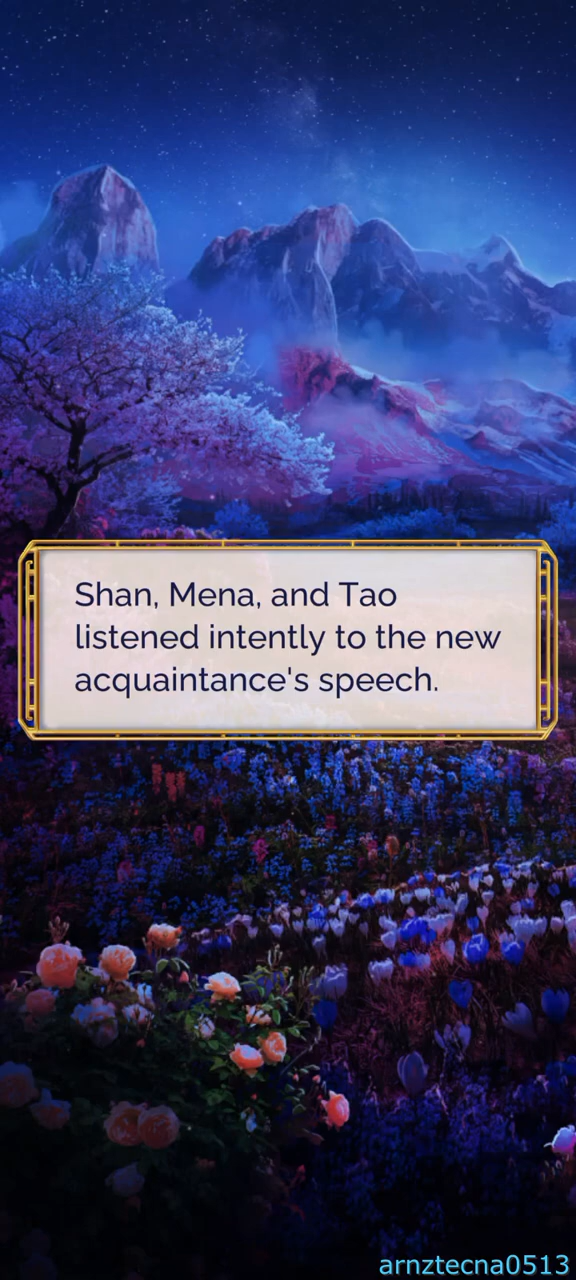 Shan, Mena, and Tao
listened intently to the new
acquaintance's speech.
arnztecna0513